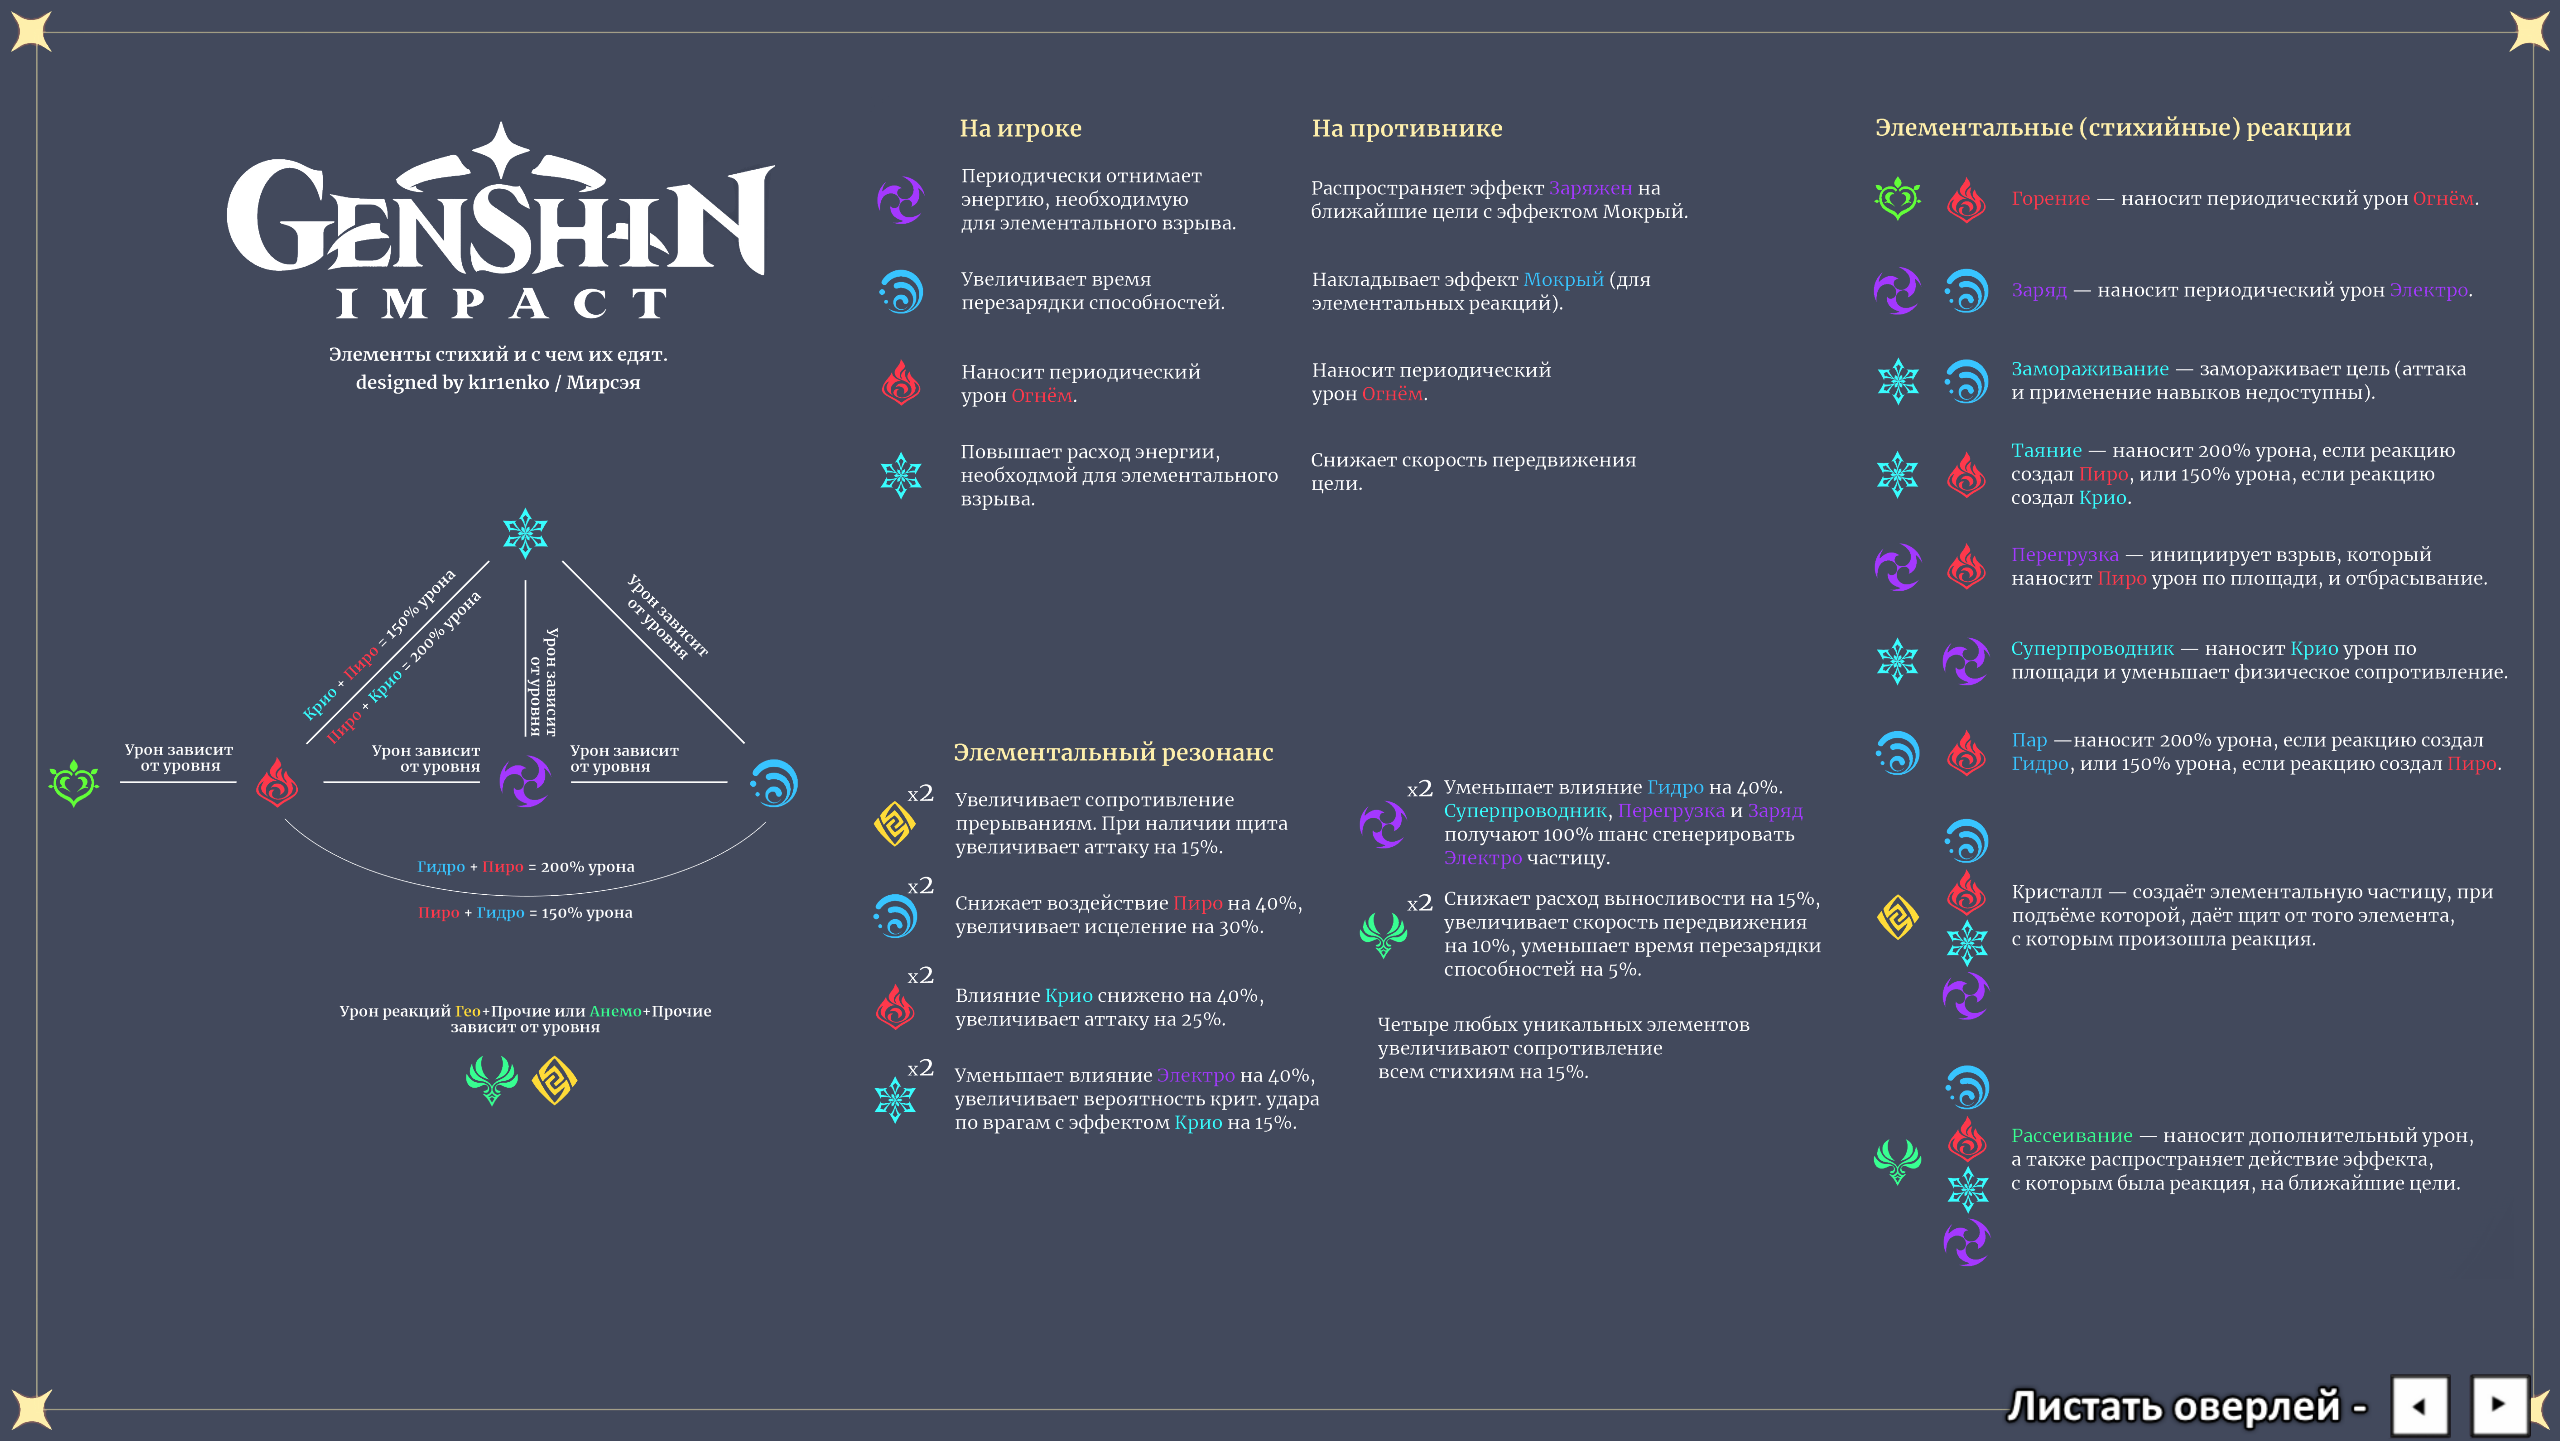 GENSHIN
IMPACT
Элементы стихий и с чем их едят.
designed by k1r1enko / Мирсэя
Крио + Пиро = 150% урона
Пиро + Крио = 200% урона
Урон зависит
от уровня
Урон зависит
от уровня
Урон зависит
от уровня
Урон зависит
от уровня
Урон зависит
от уровня
Гидро + Пиро = 200% урона
Пиро + Гидро = 150% урона
Урон реакций Гео+Прочие или Анемо+Прочие
зависит от уровня
На игроке
Периодически отнимает
энергию, необходимую
для элементального взрыва.
Увеличивает время
перезарядки способностей.
Наносит периодический
урон Огнём.
Повышает расход энергии,
необходмой для элементального
взрыва.
На противнике
Распространяет эффект Заряжен на
ближайшие цели с эффектом Мокрый.
Накладывает эффект Мокрый (для
элементальных реакций).
Наносит периодический
урон Огнём.
Снижает скорость передвижения
цели.
Элементальный резонанс
x2
Увеличивает сопротивление
прерываниям. При наличии щита
увеличивает аттаку на 15%.
x2
Снижает воздействие Пиро на 40%,
увеличивает исцеление на 30%.
x2
Влияние Крио снижено на 40%,
увеличивает аттаку на 25%.
x2
Уменьшает влияние Электро на 40%,
увеличивает вероятность крит. удара
по врагам с эффектом Крио на 15%.
x2
Уменьшает влияние Гидро на 40%.
Суперпроводник, Перегрузка и Заряд
получают 100% шанс сгенерировать
Электро частицу.
x2
Снижает расход выносливости на 15%,
увеличивает скорость передвижения
на 10%, уменьшает время перезарядки
способностей на 5%.
Четыре любых уникальных элементов
увеличивают сопротивление
всем стихиям на 15%.
Элементальные (стихийные) реакции
Горение — наносит периодический урон Огнём.
Заряд — наносит периодический урон Электро.
Замораживание — замораживает цель (аттака
и применение навыков недоступны).
Таяние — наносит 200% урона, если реакцию
создал Пиро, или 150% урона, если реакцию
создал Крио.
Перегрузка — инициирует взрыв, который
наносит Пиро урон по площади, и отбрасывание.
Суперпроводник — наносит Крио урон по
площади и уменьшает физическое сопротивление.
Пар —наносит 200% урона, если реакцию создал
Гидро, или 150% урона, если реакцию создал Пиро.
Кристалл — создаёт элементальную частицу, при
подъёме которой, даёт щит от того элемента,
с которым произошла реакция.
Рассеивание — наносит дополнительный урон,
а также распространяет действие эффекта,
с которым была реакция, на ближайшие цели.
Листать оверлей -